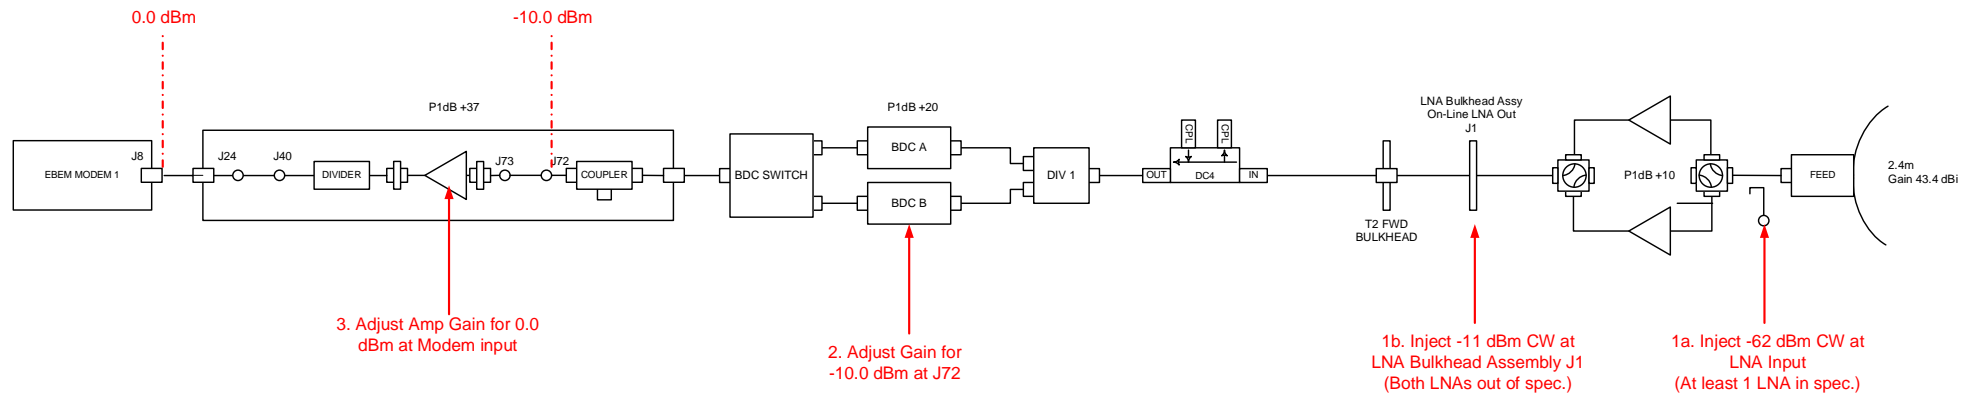 0.0 dBm
-10.0 dBm
P1dB +37
P1dB +20
LNA Bulkhead Assy
On-Line LNA Out
J1
J8
J24
J40
J73
J72
CPL
CPL
EBEM MODEM 1
DIVIDER
COUPLER
BDC SWITCH
BDC A
BDC B
DIV 1
OUT
DC4
IN
P1dB +10
FEED
2.4m
Gain 43.4 dBi
T2 FWD
BULKHEAD
3. Adjust Amp Gain for 0.0
dBm at Modem input
2. Adjust Gain for
-10.0 dBm at J72
1b. Inject -11 dBm CW at
LNA Bulkhead Assembly J1
(Both LNAs out of spec.)
1a. Inject -62 dBm CW at
LNA Input
(At least 1 LNA in spec.)